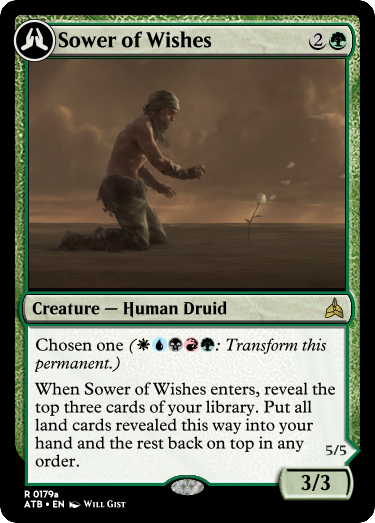 Sower of Wishes 2
Creature — Human Druid
Chosen one (: Transform this
permanent.)
When Sower of Wishes enters, reveal the
top three cards of your library. Put all
land cards revealed this way into your
hand and the rest back on top in any
order.
5/5
3/3
R 0179a
ATB • EN Will Gist